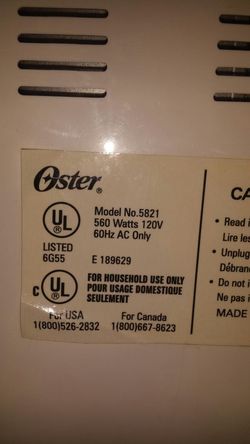 Oster®
UL
LISTED
6G55
Model No.5821
560 Watts 120V
60Hz AC Only
E 189629
C UL
FOR HOUSEHOLD USE ONLY
POUR USAGE DOMESTIQUE
SEULEMENT
For USA
1(800)526-2832
For Canada
1(800)667-8623
CA
• Read i
Lire les
• Unplug
Débran
• Do not i
Ne pas i
MADE